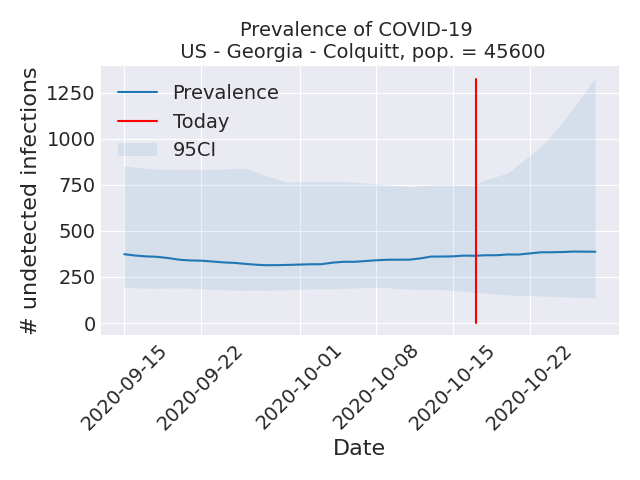 Prevalence of COVID-19
US - Georgia - Colquitt, pop. = 45600
# undetected infections
1250
1000
750
500
250
0
Prevalence
Today
95CI
2020-09-15
2020-09-22
2020-10-01
2020-10-08
2020-10-15
2020-10-22
Date